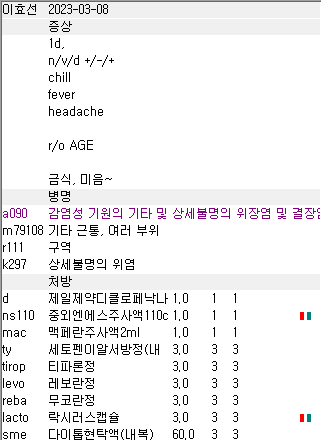 이효선 2023-03-08
증상
1d,
n/v/d +/-/+
chill
fever
headache
r/o AGE
금식, 미음~
병명
a090 감염성 기원의 기타 및 상세불명의 위장염 및 결장염
m79108 기타 근통, 여러 부위
r111 구역
k297 상세불명의 위염
처방
d 제일제약디클로페낙나 1,0 1 1
ns110 중외엔에스주사액110c 1,0 1 1
mac 맥페란주사액2ml 1,0 1 1
ty 세토펜이알서방정(내 3,0 3 3
tirop 티파론정 3,0 3 3
levo 레보란정 3,0 3 3
reba 무코란정 3,0 3 3
lacto 락시러스캡슐 3,0 3 3
sme 다이톱현탁액(내복) 60,0 3 3